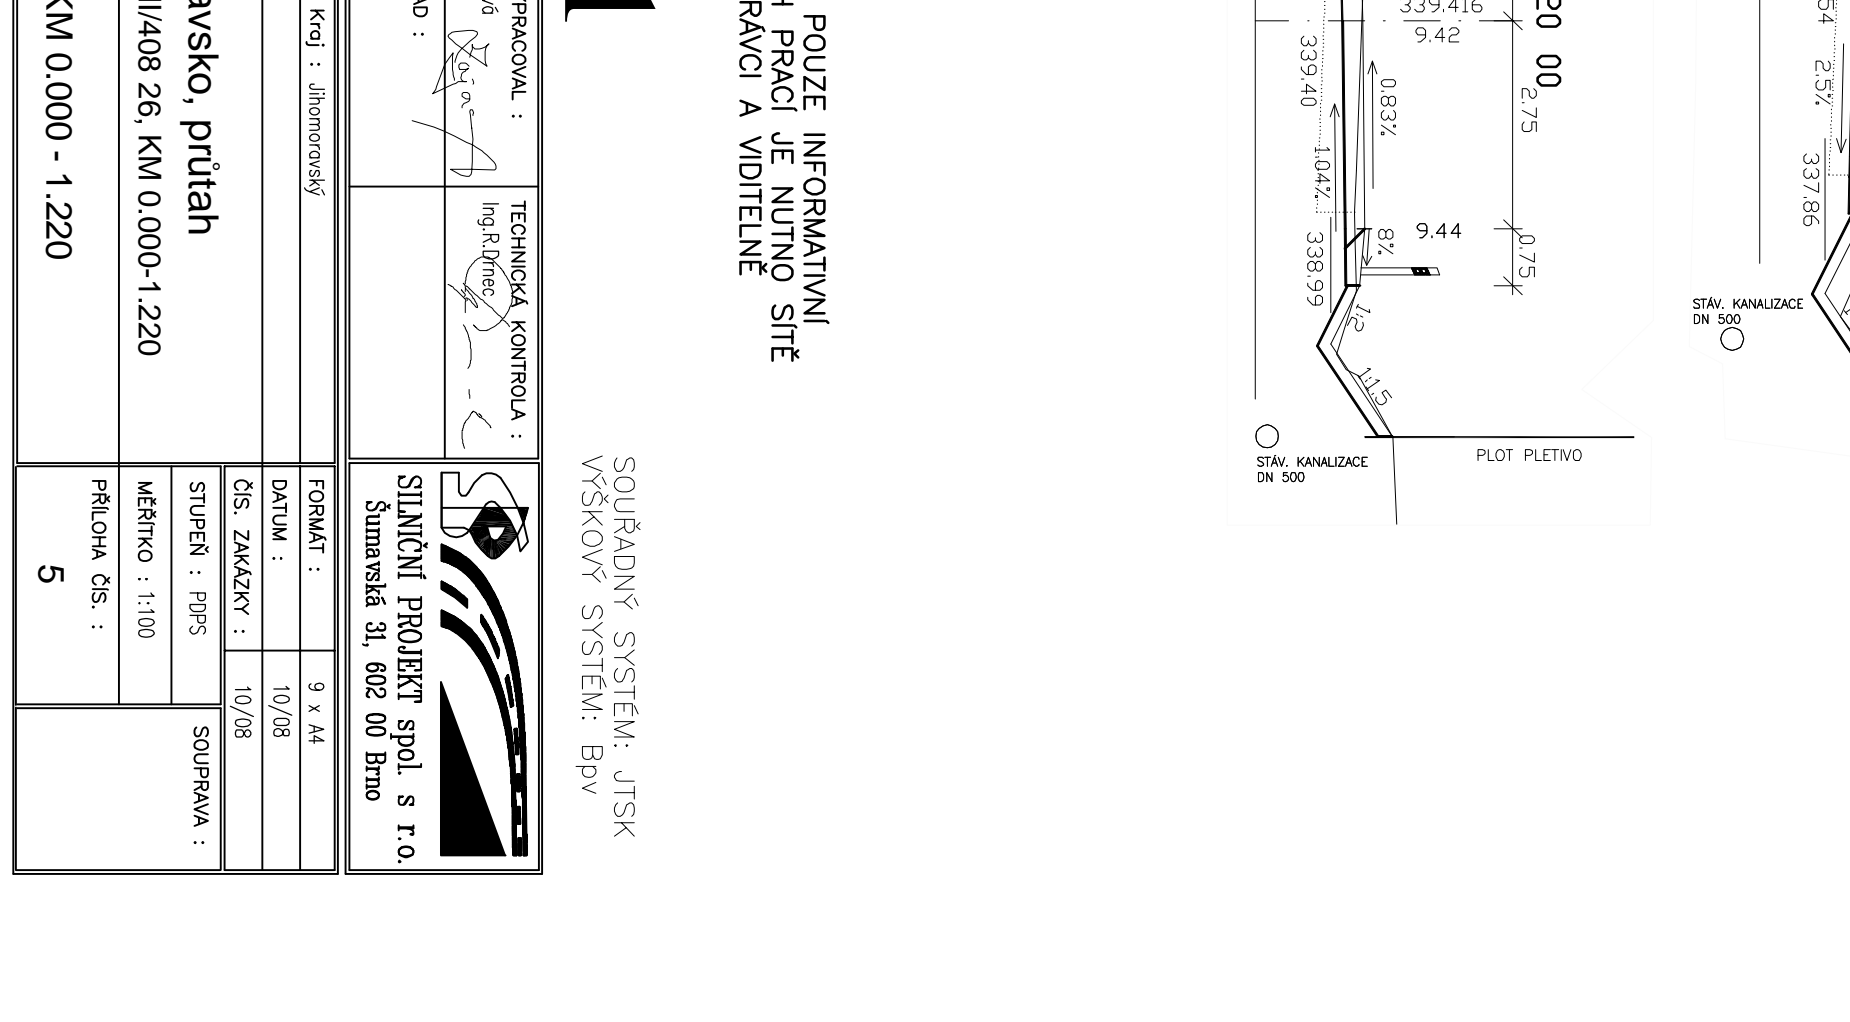 POUZE INFORMATIVNÍ
PRACÍ JE NUTNO SÍTĚ
A VIDITELNĚ
SOUŘADNÝ SYSTÉM: JTSK
VÝŠKOVÝ SYSTÉM: Bpv
TECHNICKÁ KONTROLA :
Ing.R.Drnec
SILNIČNÍ PROJEKT spol. s r.o.
Šumavská 31, 602 00 Brno
Kraj : Jihomoravský
FORMÁT : 9 x A4
DATUM : 10/08
ČÍS. ZAKÁZKY : 10/08
průtah
408 26, KM 0.000-1.220
KM 0.000 - 1.220
STUPEŇ : PDPS
MĚŘÍTKO : 1:100
PŘÍLOHA ČÍS. :
5
SOUPRAVA :
339.416
9.42
339.40
0.83%
1.04%
2.75
00
338.99
8%
9.44
0.75
1:2
1:1.5
STÁV. KANALIZACE
DN 500
PLOT PLETIVO
2.5%
337.86
STÁV. KANALIZACE
DN 500